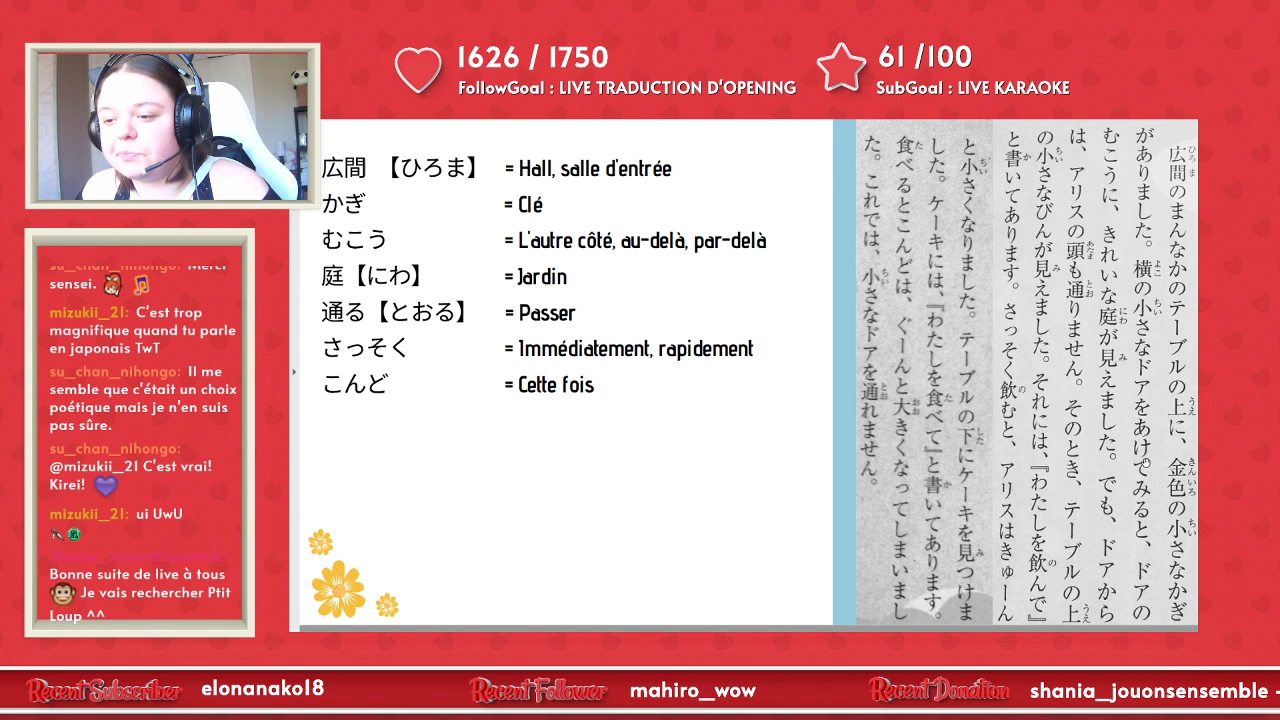 1626 / 1750
FollowGoal : LIVE TRADUCTION D'OPENING
61 /100
SubGoal : LIVE KARAOKE
広間 【ひろま】 = Hall, salle d'entrée
かぎ = Clé
むこう = L'autre côté, au-delà, par-delà
庭【にわ】 = Jardin
通る【とおる】 = Passer
さっそく = Immédiatement, rapidement
こんど = Cette fois
広間のまんなかのテーブルの上に、金色の小さなかぎ
がありました。横の小さなドアをあけてみると、ドアの
むこうに、きれいな庭が見えました。でも、ドアから
は、アリスの頭も通りません。そのとき、テーブルの上
の小さなびんが見えました。それには、『わたしを飲んで』
と書いてあります。さっそく飲むと、アリスはきゅーん
と小さくなりました。テーブルの下にケーキを見つけま
した。ケーキには、『わたしを食べて』と書いてあります。
食べるとこんどは、ぐーんと大きくなってしまいまし
た。これでは、小さなドアを通れません。
su_chan_nihongo: Merci
sensei.
mizukii_21: C'est trop
magnifique quand tu parle
en japonais TwT
su_chan_nihongo: Il me
semble que c'était un choix
poétique mais je n'en suis
pas sûre.
su_chan_nihongo:
@mizukii_21 C'est vrai!
Kirei!
mizukii_21: ui UwU
Bonne suite de live à tous
Je vais rechercher Ptit
Loup ^^
Recent Subscriber elonanako18
Recent Follower mahiro_wow
Recent Donation shania_jouonsensemble -